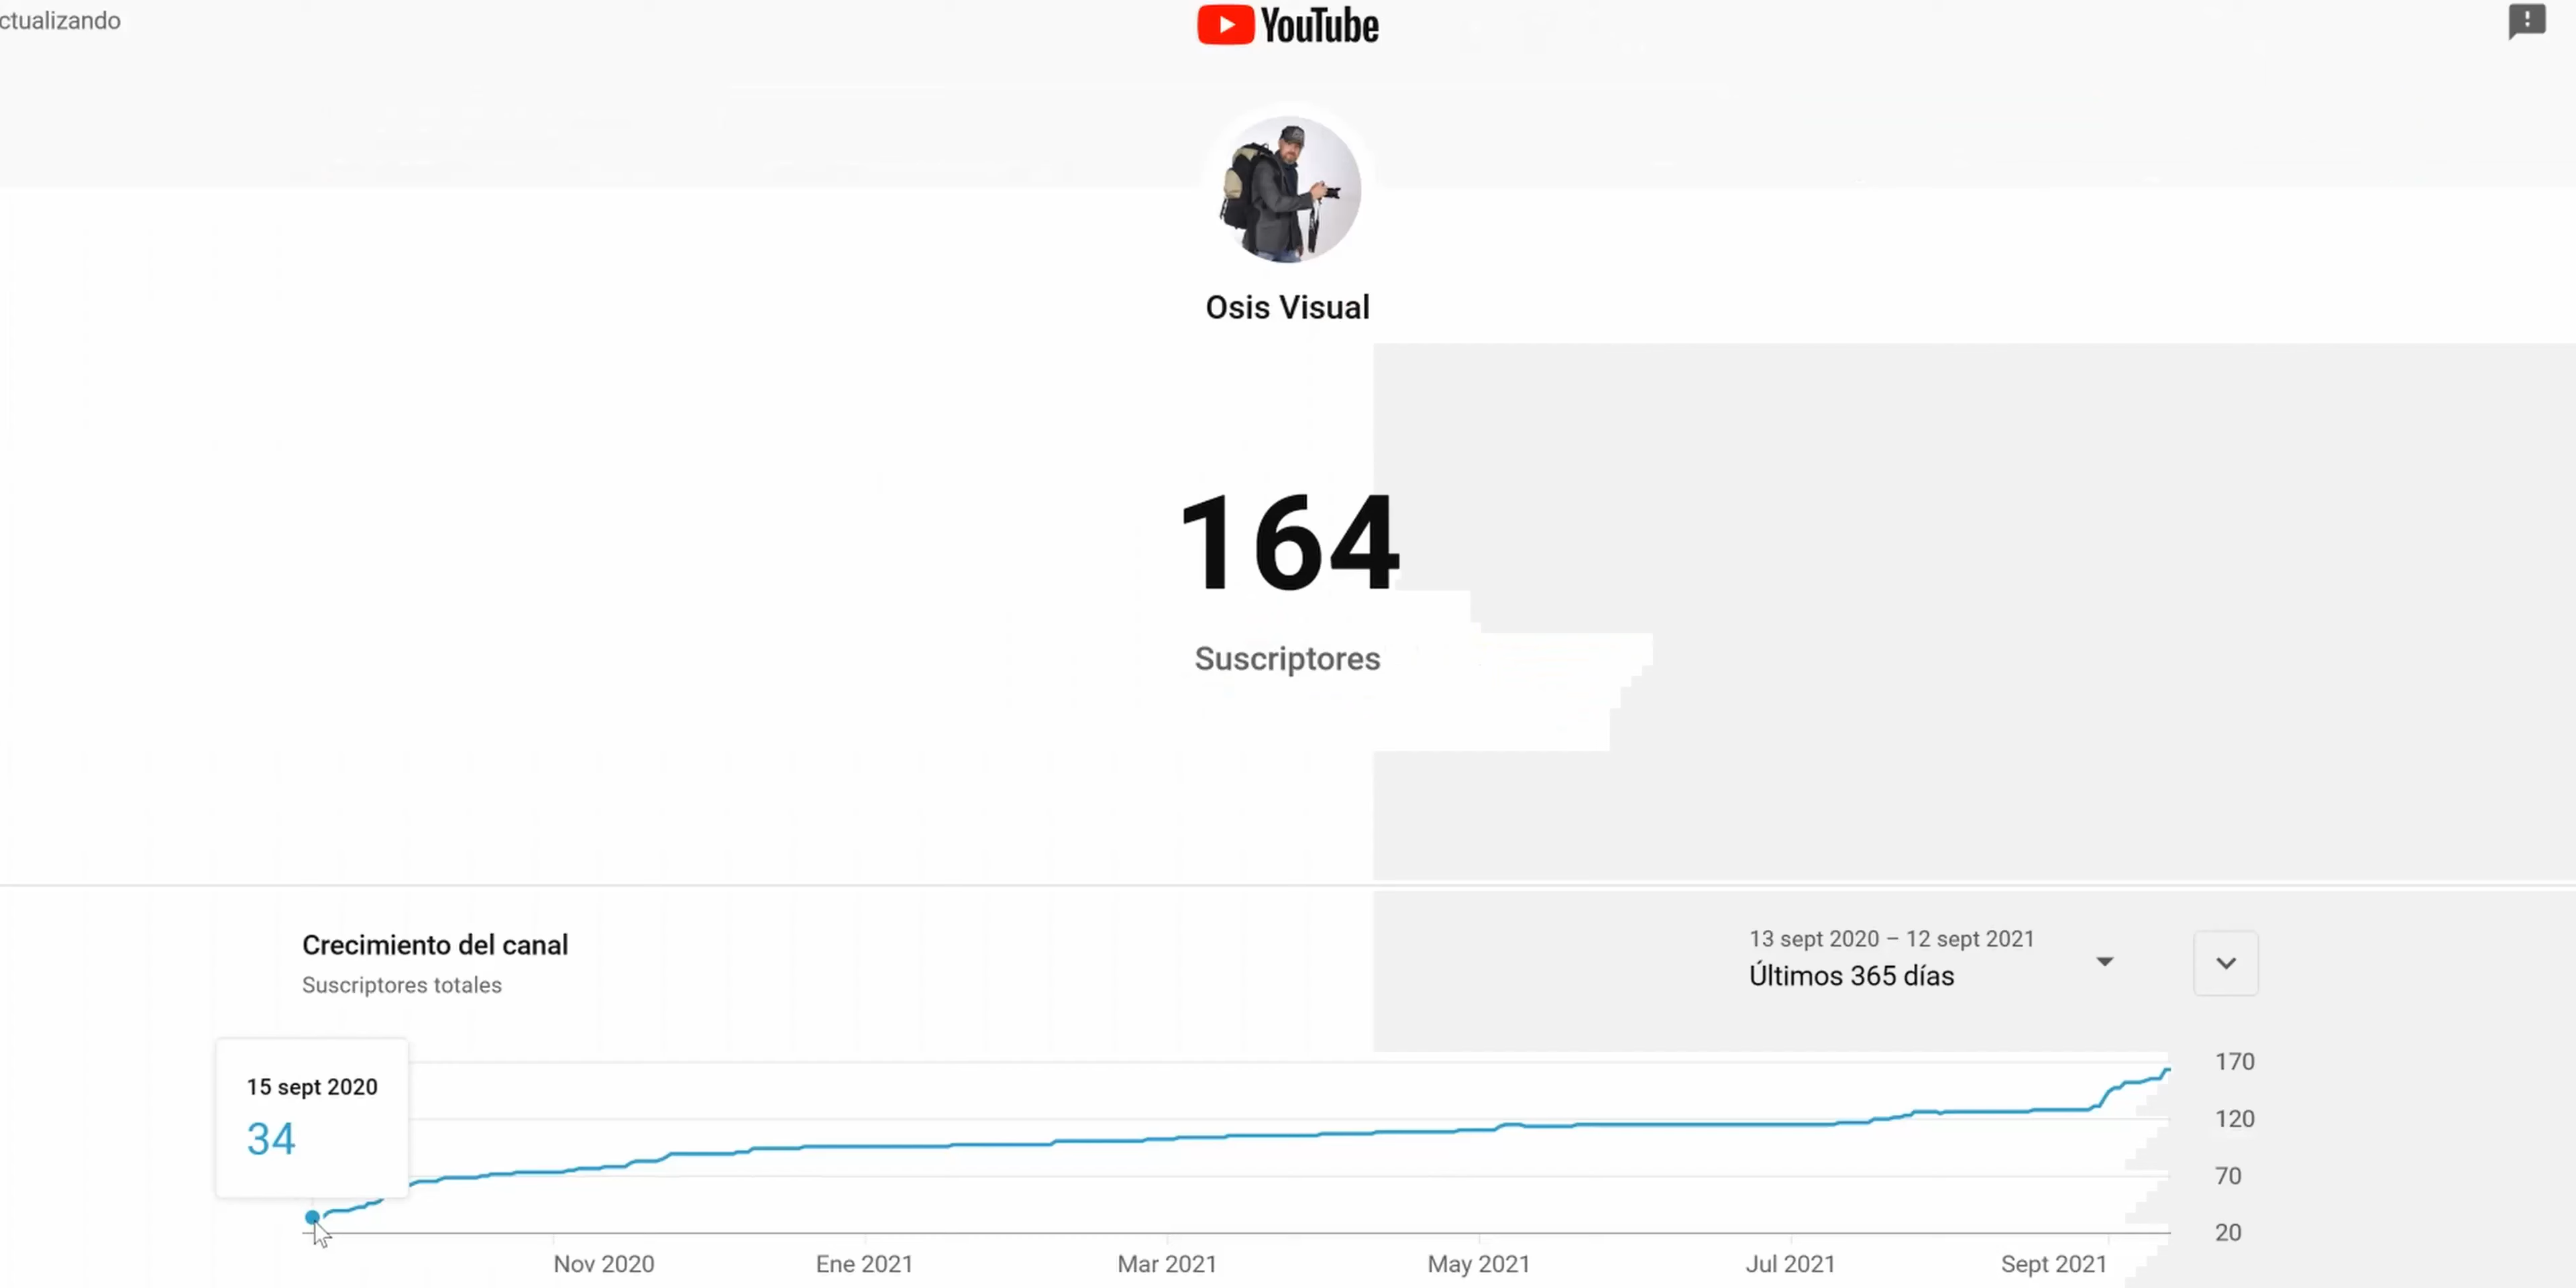 ctualizando
YouTube
Osis Visual
164
Suscriptores
Crecimiento del canal
Suscriptores totales
13 sept 2020 – 12 sept 2021
Últimos 365 días
15 sept 2020
34
170
120
70
20
Nov 2020
Ene 2021
Mar 2021
May 2021
Jul 2021
Sept 2021